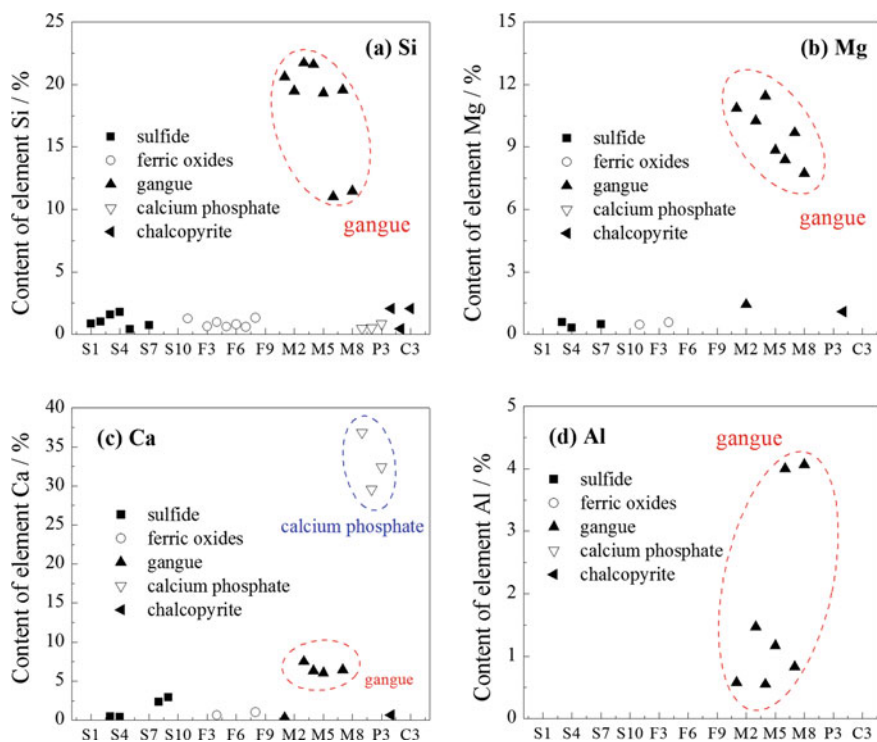 (a) Si
Content of element Si / %
25
20
15
10
5
0
sulfide
ferric oxides
gangue
calcium phosphate
chalcopyrite
gangue
S1 S4 S7 S10 F3 F6 F9 M2 M5 M8 P3 C3
(b) Mg
Content of element Mg / %
15
12
9
6
3
0
sulfide
ferric oxides
gangue
calcium phosphate
chalcopyrite
gangue
S1 S4 S7 S10 F3 F6 F9 M2 M5 M8 P3 C3
(c) Ca
Content of element Ca / %
40
35
30
25
20
15
10
5
0
sulfide
ferric oxides
gangue
calcium phosphate
chalcopyrite
calcium phosphate
gangue
S1 S4 S7 S10 F3 F6 F9 M2 M5 M8 P3 C3
(d) Al
Content of element Al / %
5
4
3
2
1
0
gangue
sulfide
ferric oxides
gangue
calcium phosphate
chalcopyrite
S1 S4 S7 S10 F3 F6 F9 M2 M5 M8 P3 C3